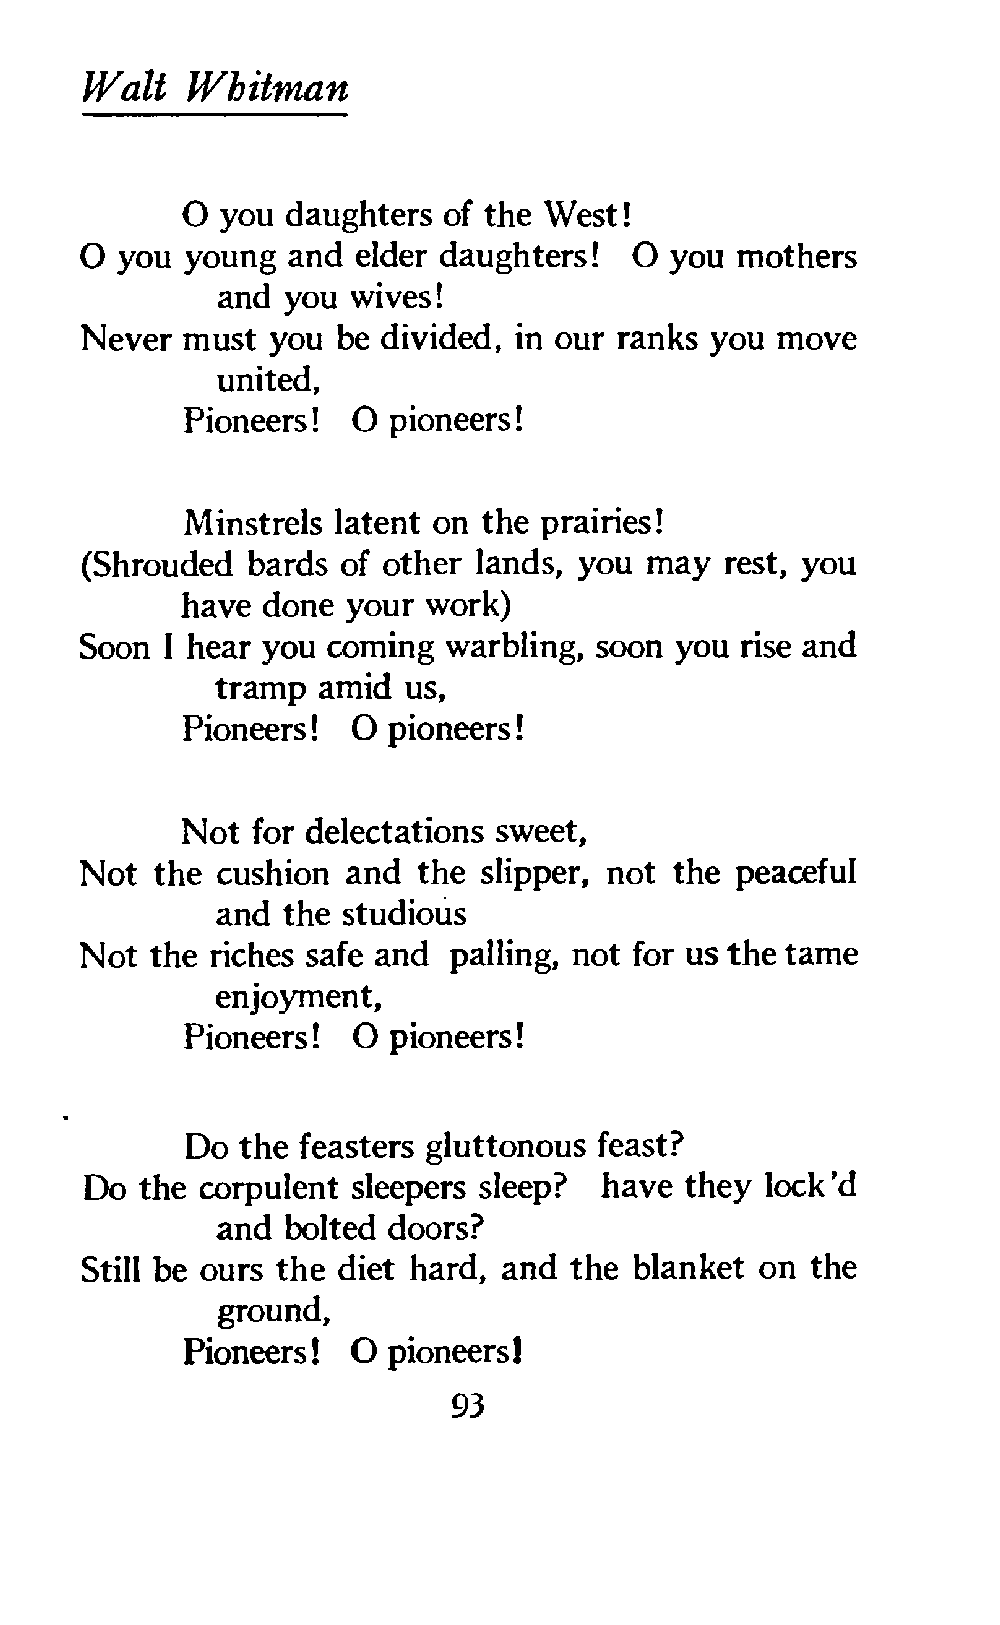 Walt Whitman
O you daughters of the West!
O you young and elder daughters! O you mothers
and you wives!
Never must you be divided, in our ranks you move
united,
Pioneers! O pioneers!
Minstrels latent on the prairies!
(Shrouded bards of other lands, you may rest, you
have done your work)
Soon I hear you coming warbling, soon you rise and
tramp amid us,
Pioneers! O pioneers!
Not for delectations sweet,
Not the cushion and the slipper, not the peaceful
and the studious
Not the riches safe and palling, not for us the tame
enjoyment,
Pioneers! O pioneers!
Do the feasters gluttonous feast?
Do the corpulent sleepers sleep? have they lock'd
and bolted doors?
Still be ours the diet hard, and the blanket on the
ground,
Pioneers! O pioneers!
93